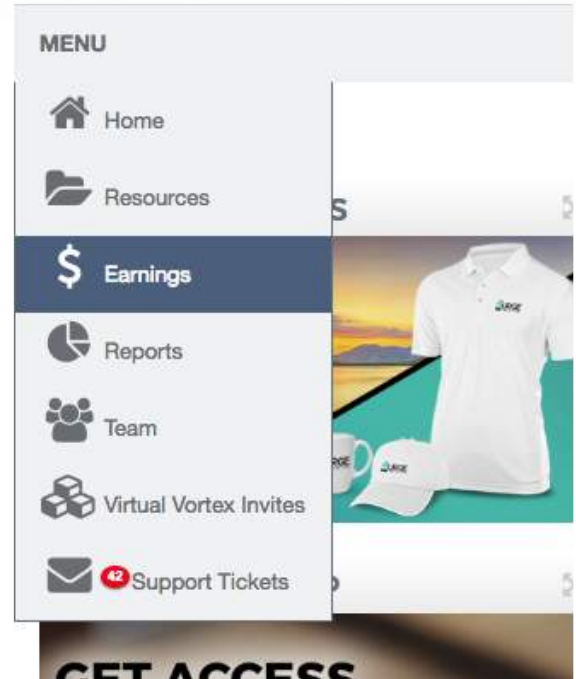 MENU
Home
Resources
S
Earnings
Reports
Team
Virtual Vortex Invites
42 Support Tickets
GET ACCESS